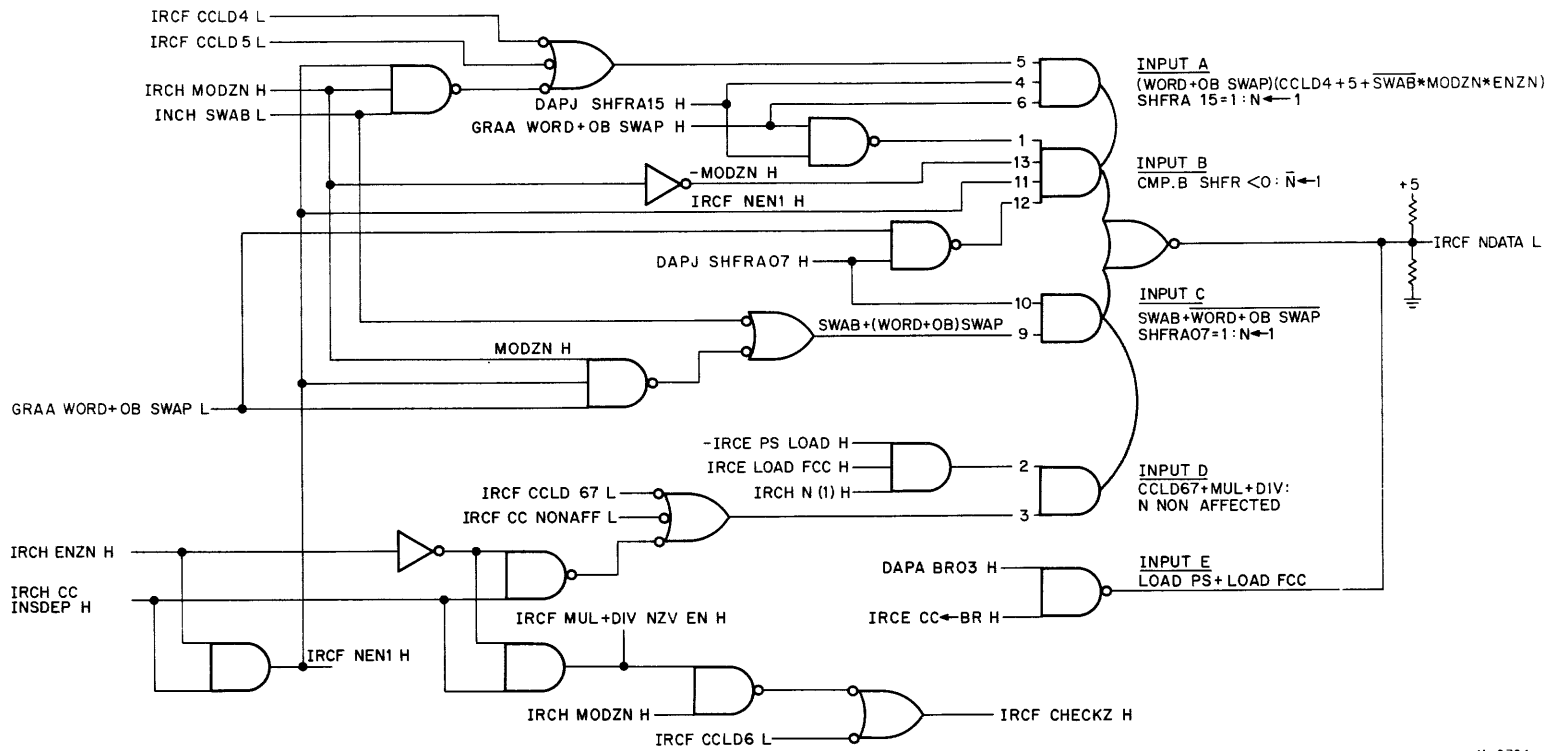 IRCF CCLD4 L
IRCF CCLD5 L
IRCH MODZN H
INCH SWAB L
DAPJ SHFRA15 H
GRAA WORD+OB SWAP H
5
4
6
INPUT A
(WORD+OB SWAP)(CCLD4+5+SWAB*MODZN*ENZN)
SHFRA 15=1:N←1
-MODZN H
IRCF NEN1 H
1
13
11
12
INPUT B
CMP.B SHFR <0: N←1
+5
IRCF NDATA L
DAPJ SHFRA07 H
10
9
INPUT C
SWAB+WORD+OB SWAP
SHFRA07=1:N←1
SWAB+(WORD+OB)SWAP
MODZN H
GRAA WORD+OB SWAP L
-IRCE PS LOAD H
IRCE LOAD FCC H
IRCH N (1) H
2
3
INPUT D
CCLD67+MUL+DIV:
N NON AFFECTED
IRCF CCLD 67 L
IRCF CC NONAFF L
IRCH ENZN H
IRCH CC
INSDEP H
DAPA BR03 H
IRCE CC←BR H
INPUT E
LOAD PS+LOAD FCC
IRCF MUL+DIV NZV EN H
IRCF NEN1 H
IRCH MODZN H
IRCF CCLD6 L
IRCF CHECKZ H